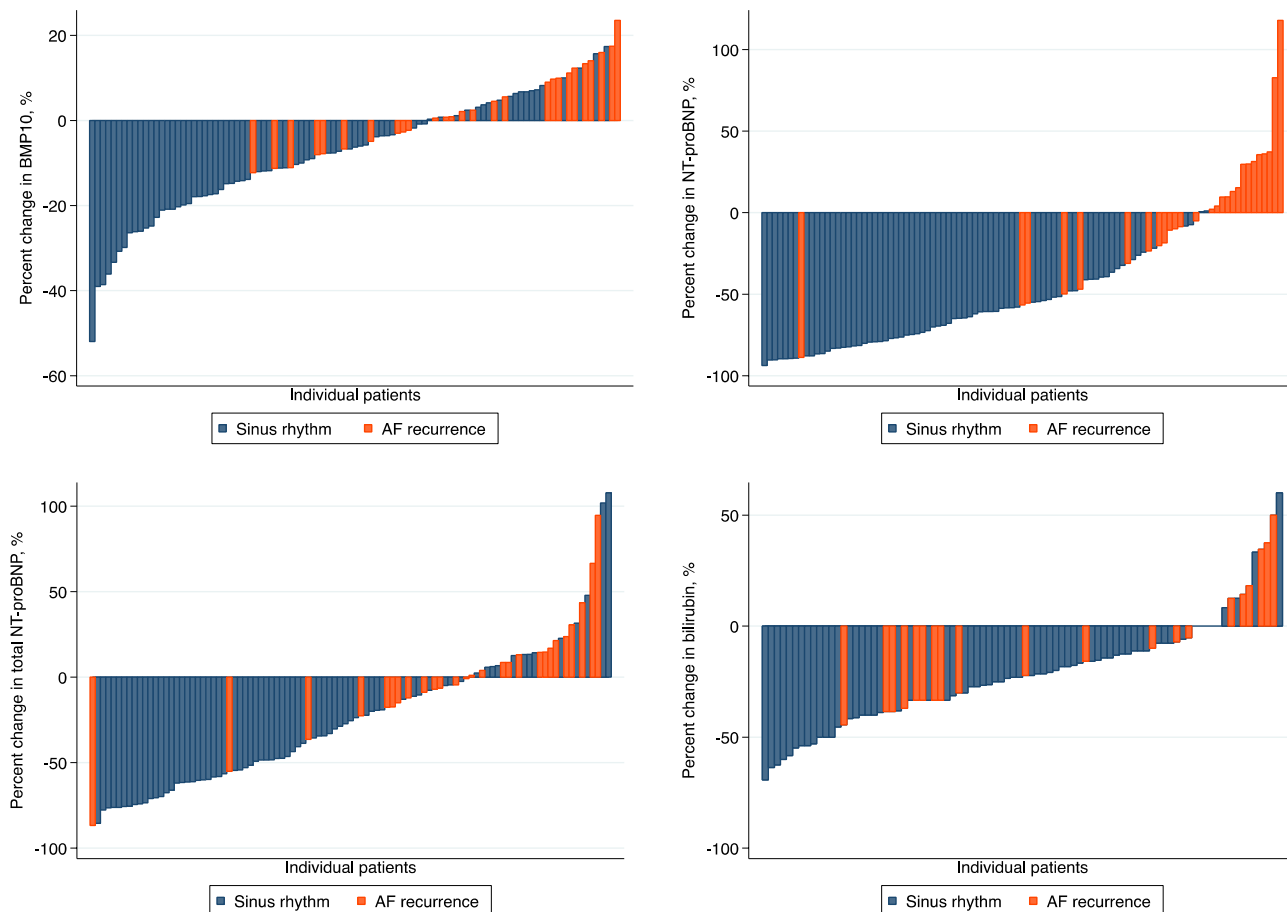 Percent change in BMP10, %
20
0
-20
-40
-60
Individual patients
Sinus rhythm AF recurrence
Percent change in NT-proBNP, %
100
50
0
-50
-100
Individual patients
Sinus rhythm AF recurrence
Percent change in total NT-proBNP, %
100
50
0
-50
-100
Individual patients
Sinus rhythm AF recurrence
Percent change in bilirubin, %
50
0
-50
-100
Individual patients
Sinus rhythm AF recurrence